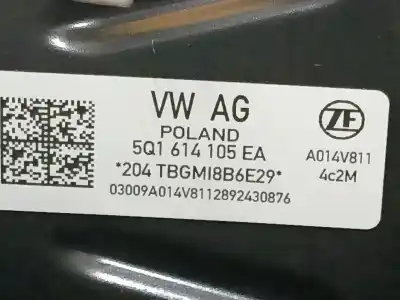 VW AG
POLAND
5Q1 614 105 EA
*204 TBGMI8B6E29*
03009A014V8112892430876
ZF
A014V811
4c2M